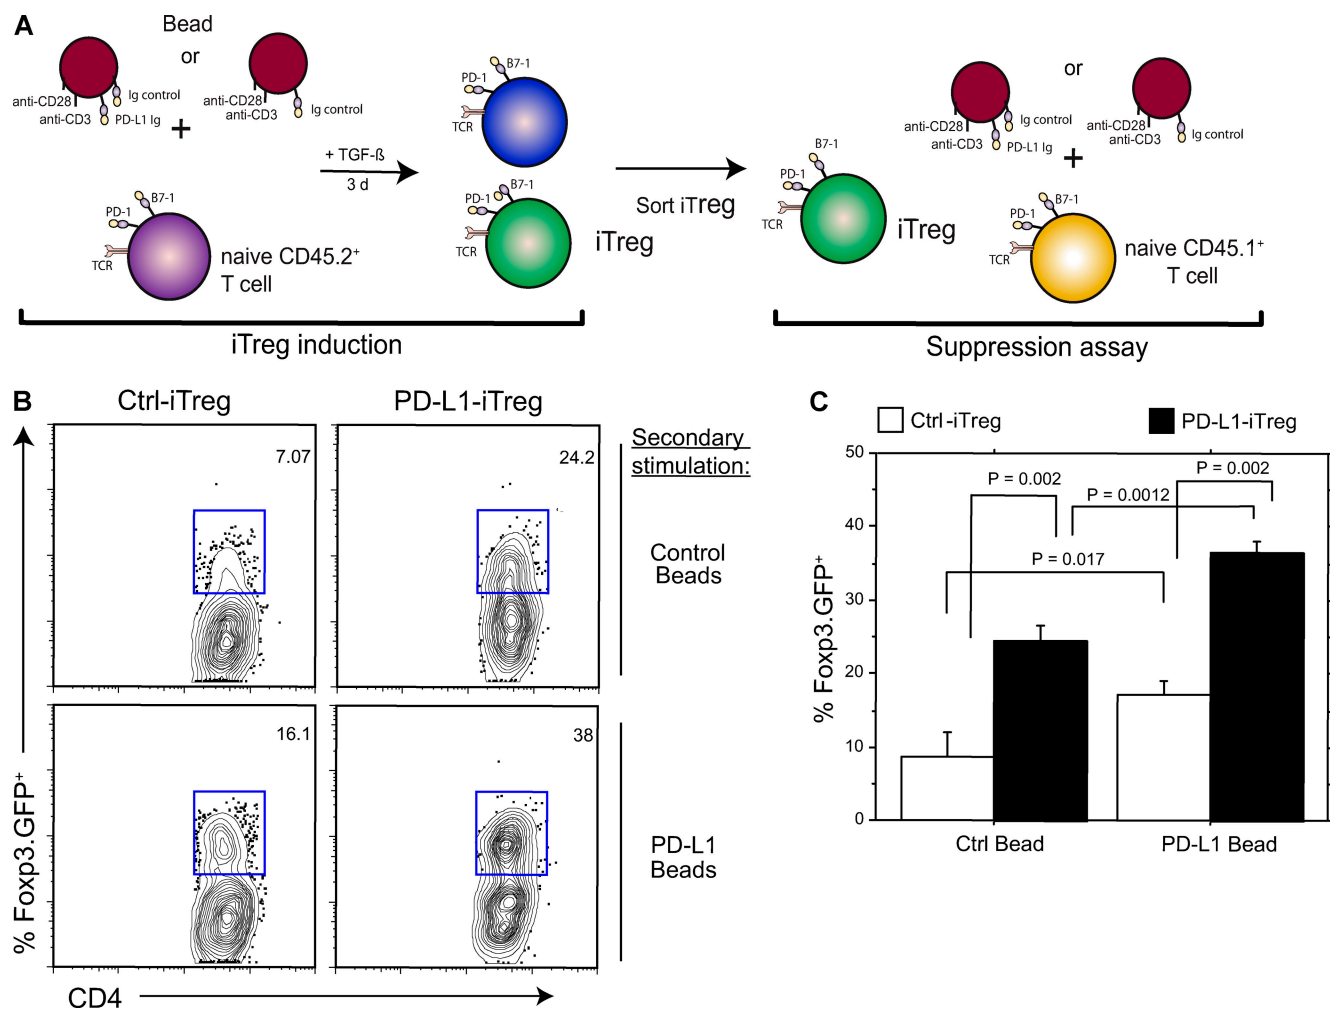 A
Bead
or
anti-CD28
anti-CD3
Ig control
PD-L1 Ig
anti-CD28
anti-CD3
Ig control
+
PD-1
B7-1
TCR
naive CD45.2+
T cell
+ TGF-ß
3 d
PD-1
B7-1
TCR
PD-1
B7-1
TCR
iTreg
iTreg induction
Sort iTreg
PD-1
B7-1
TCR
iTreg
or
anti-CD28
anti-CD3
Ig control
PD-L1 Ig
anti-CD28
anti-CD3
Ig control
+
PD-1
B7-1
TCR
naive CD45.1+
T cell
Suppression assay
B
Ctrl-iTreg
PD-L1-iTreg
7.07
24.2
Secondary
stimulation:
Control
Beads
16.1
38
PD-L1
Beads
% Foxp3.GFP+
CD4
C
Ctrl-iTreg
PD-L1-iTreg
% Foxp3.GFP+
50
40
30
20
10
0
P = 0.002
P = 0.002
P = 0.0012
P = 0.017
Ctrl Bead
PD-L1 Bead